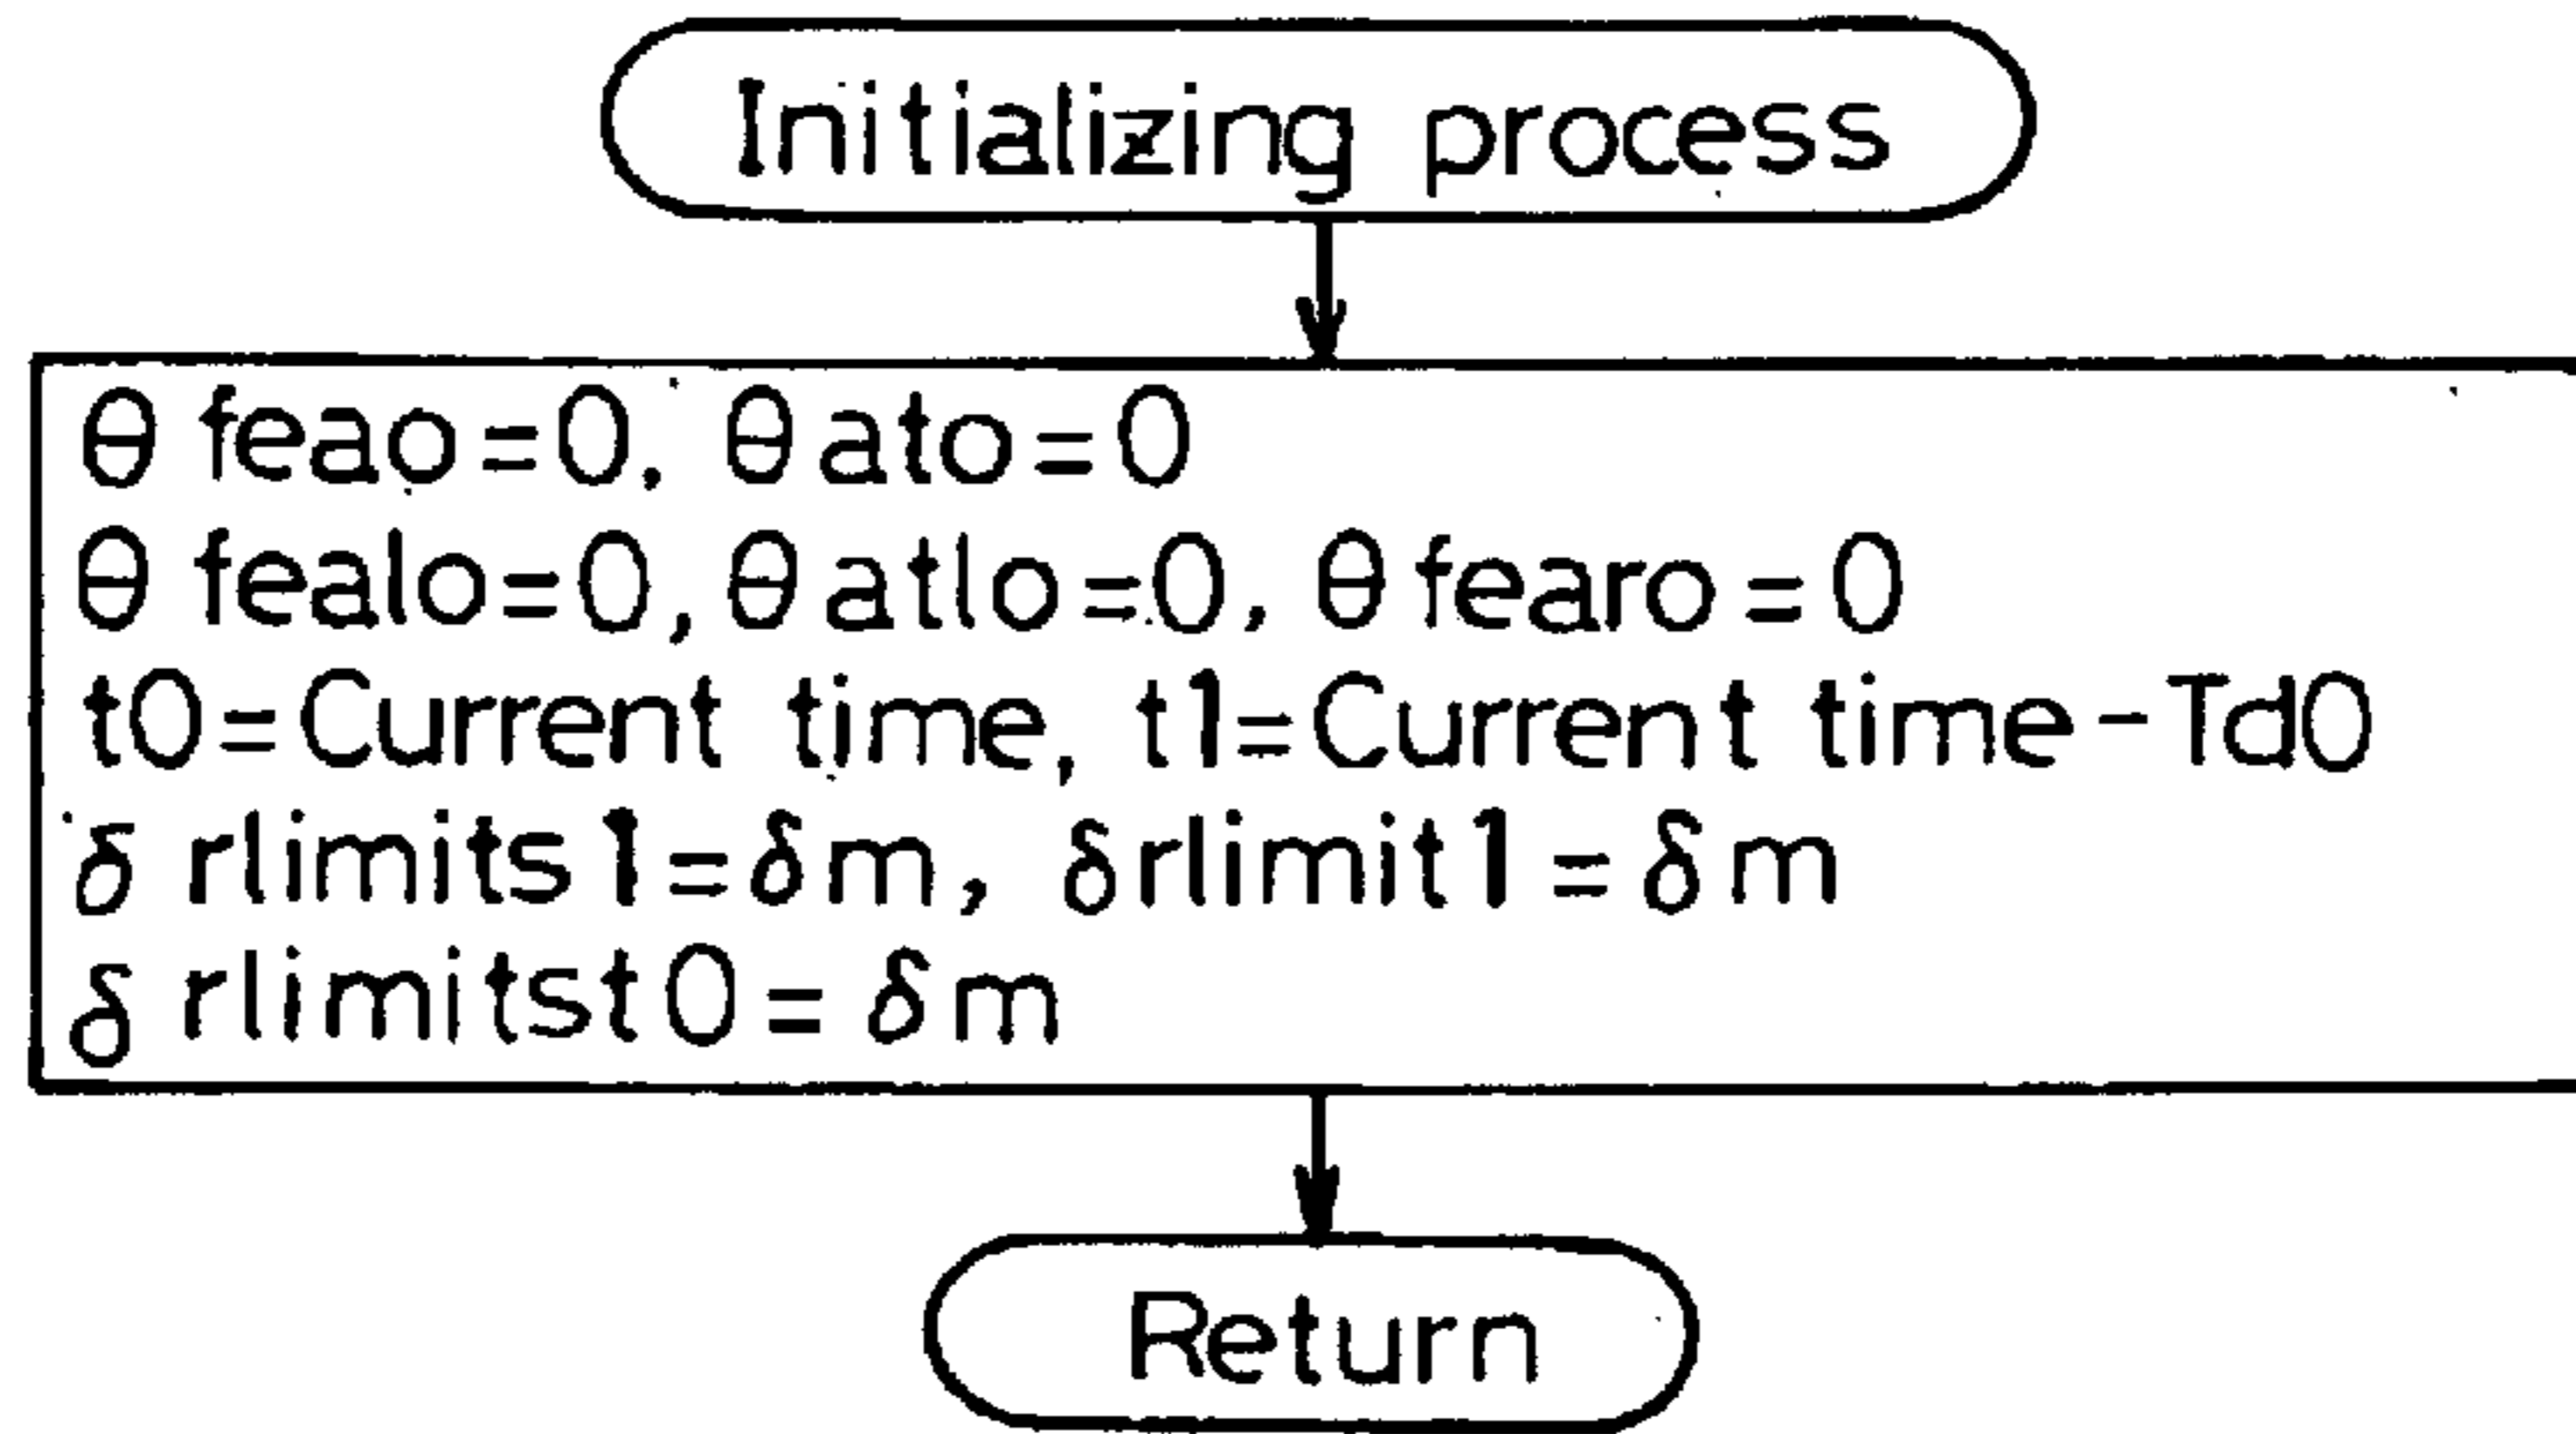 Initializing process
θ feao=0, θ ato=0
θ fealo=0, θ atlo=0, θ fearo=0
t0=Current time, t1=Current time-Td0
δ rlimits1=δm, δrlimit1=δm
δ rlimitst0=δm
Return